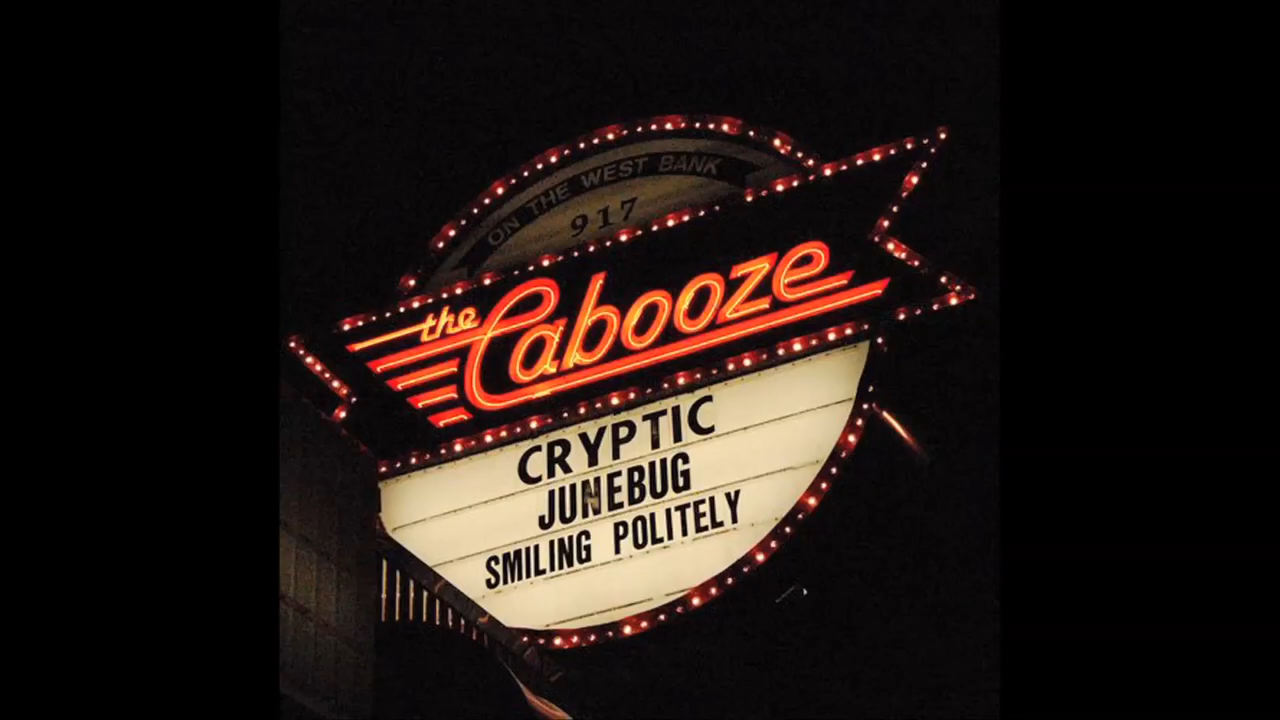 ON THE WEST BANK
917
the Cabooze
CRYPTIC
JUNEBUG
SMILING POLITELY